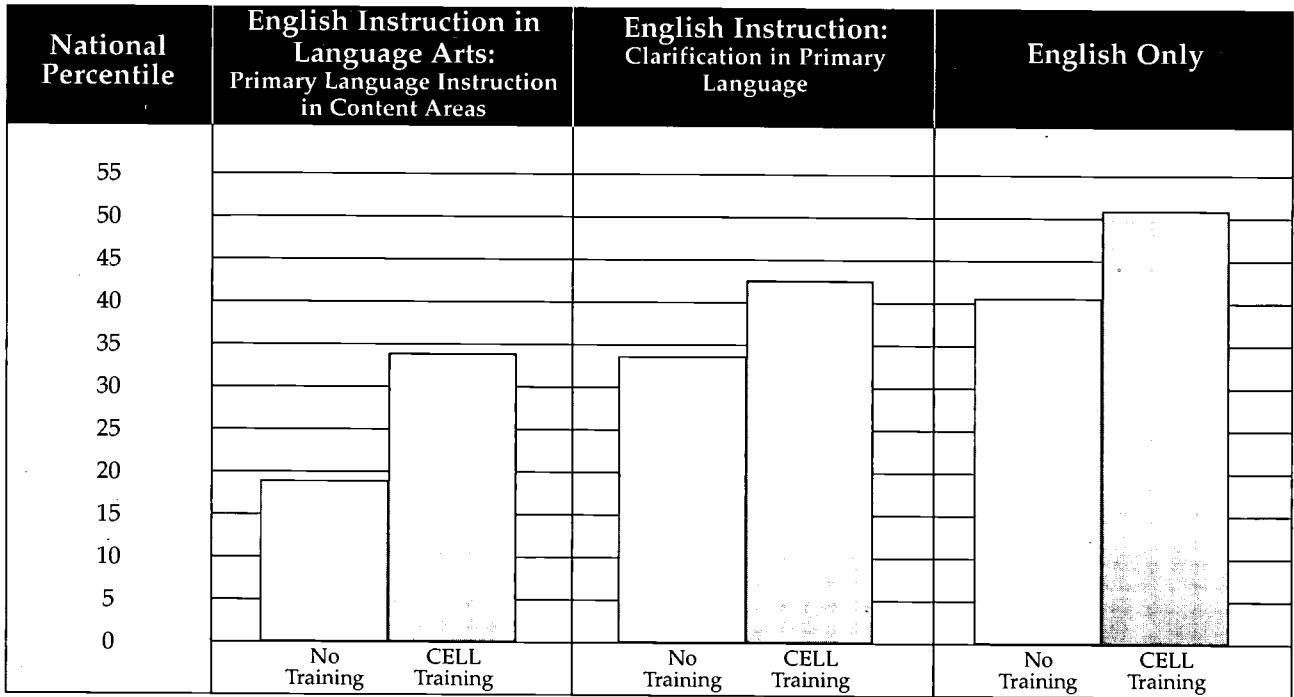 National
Percentile
English Instruction in
Language Arts:
Primary Language Instruction
in Content Areas
English Instruction:
Clarification in Primary
Language
English Only
55
50
45
40
35
30
25
20
15
10
5
0
No
Training
CELL
Training
No
Training
CELL
Training
No
Training
CELL
Training